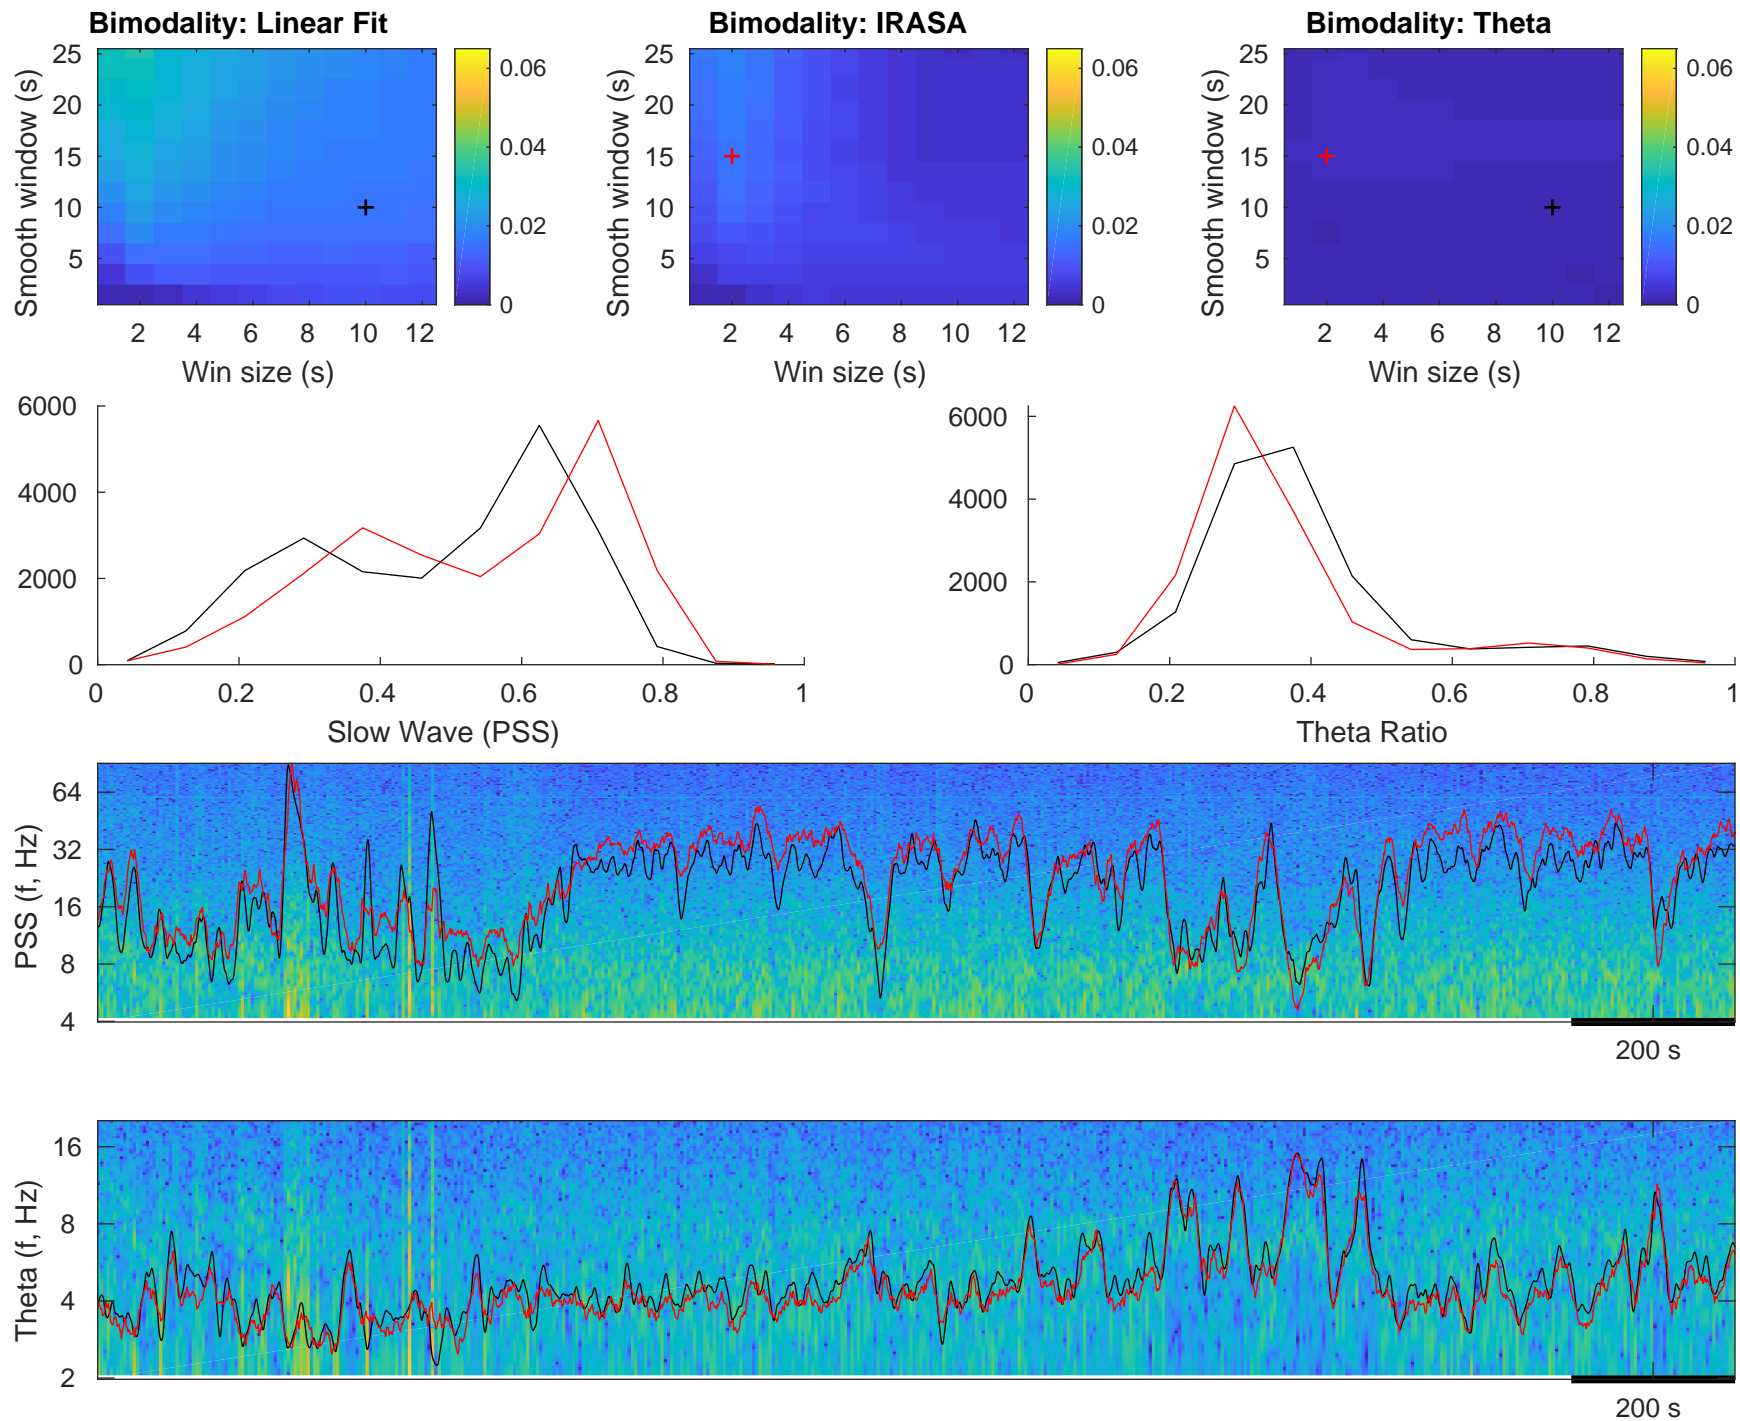 Bimodality: Linear Fit
Bimodality: IRASA
Bimodality: Theta
25
20
15
10
5
Smooth window (s)
2 4 6 8 10 12
Win size (s)
0.06
0.04
0.02
0
25
20
15
10
5
Smooth window (s)
2 4 6 8 10 12
Win size (s)
0.06
0.04
0.02
0
25
20
15
10
5
Smooth window (s)
2 4 6 8 10 12
Win size (s)
0.06
0.04
0.02
0
6000
4000
2000
0
0 0.2 0.4 0.6 0.8 1
Slow Wave (PSS)
6000
4000
2000
0
0 0.2 0.4 0.6 0.8 1
Theta Ratio
64
32
16
8
4
PSS (f, Hz)
200 s
16
8
4
2
Theta (f, Hz)
200 s